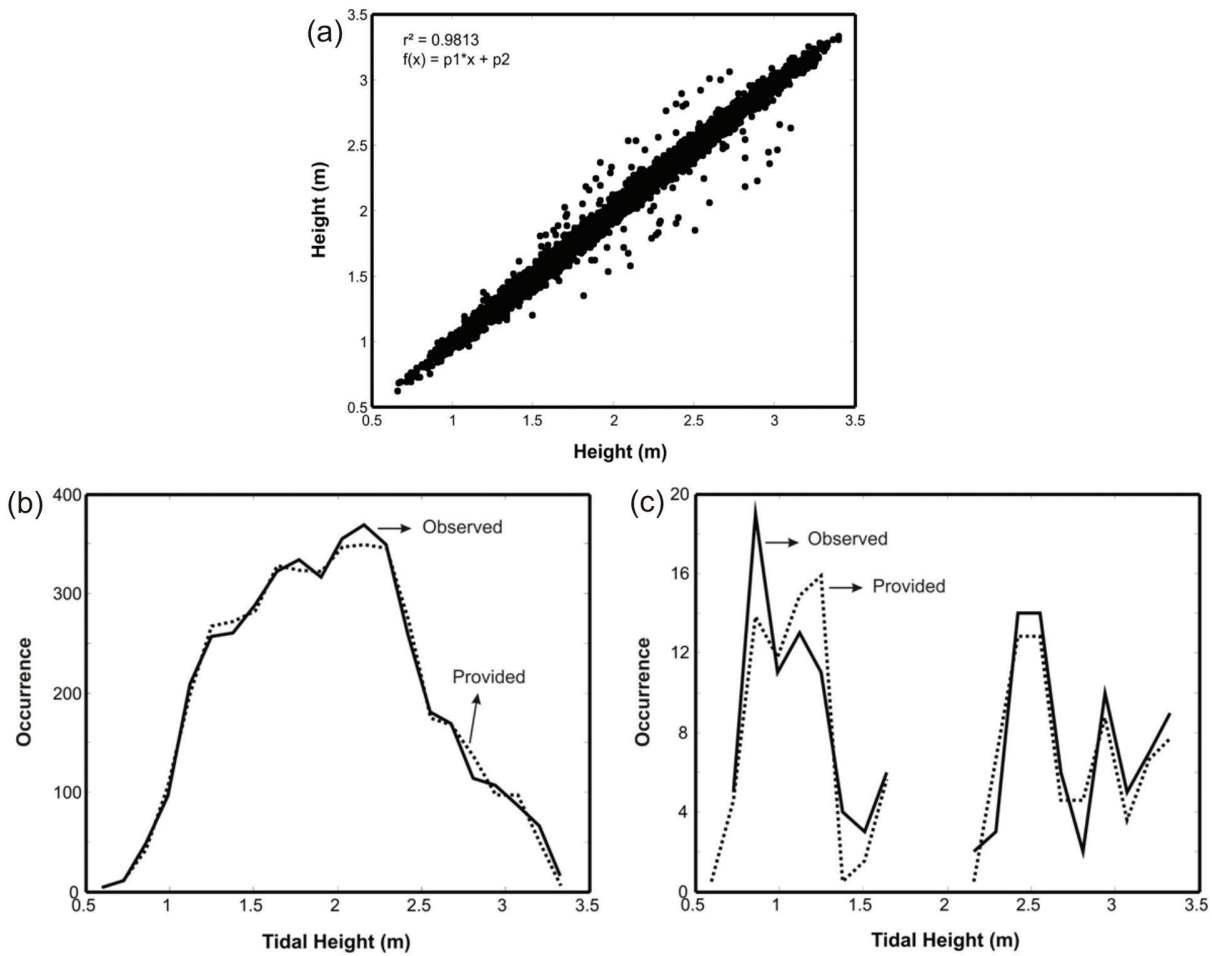 (a)
r² = 0.9813
f(x) = p1*x + p2
3.5
3
2.5
2
1.5
1
0.5
Height (m)
0.5 1 1.5 2 2.5 3 3.5
Height (m)
(b)
400
300
200
100
0
Occurrence
Observed
Provided
0.5 1 1.5 2 2.5 3 3.5
Tidal Height (m)
(c)
20
16
12
8
4
0
Occurrence
Observed
Provided
0.5 1 1.5 2 2.5 3 3.5
Tidal Height (m)